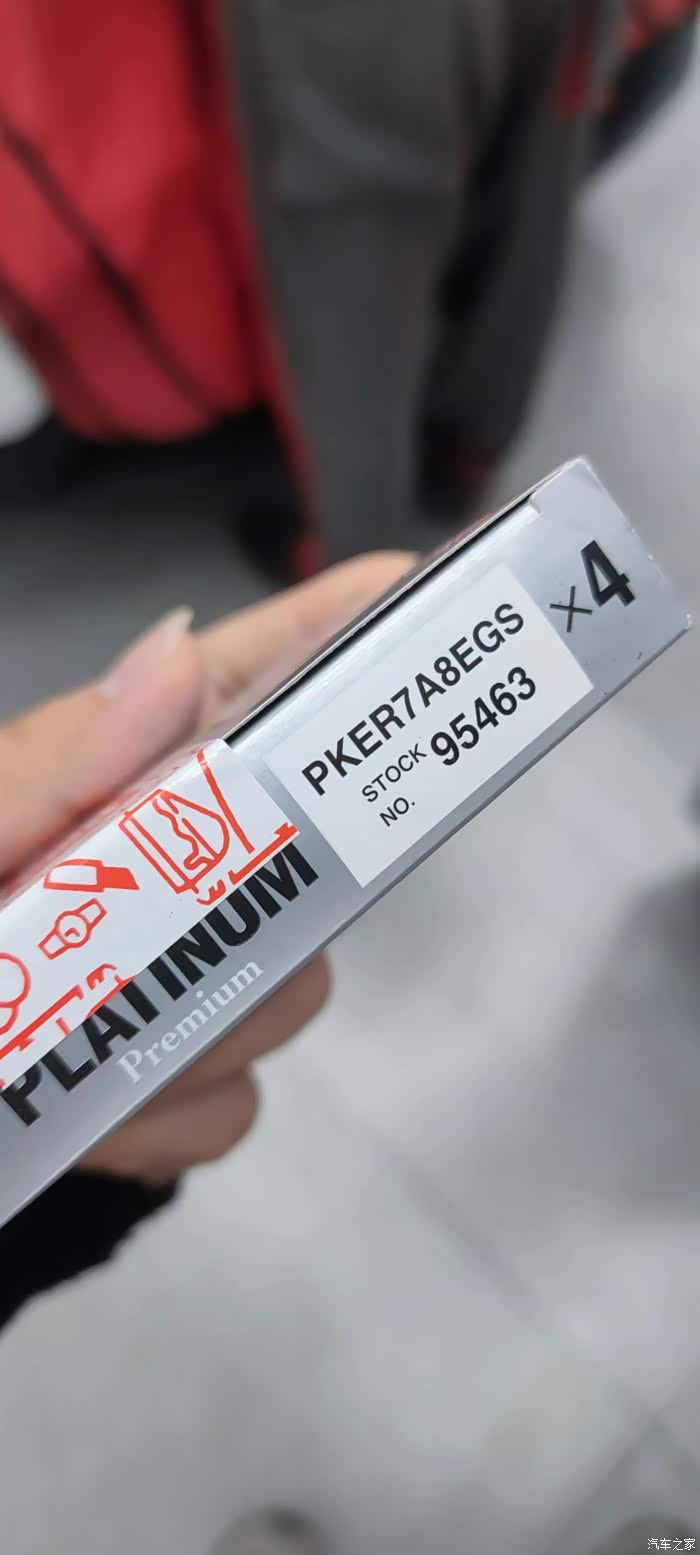 ×4
PKER7A8EGS
STOCK NO. 95463
PLATINUM
Premium
汽车之家